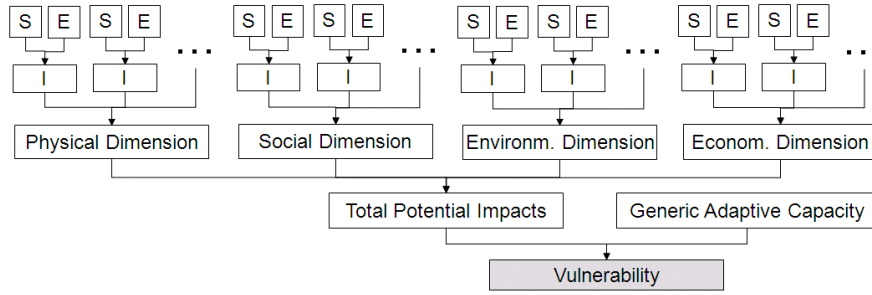 S E S E ... S E S E ... S E S E ... S E S E ...
I I I I I I I I
Physical Dimension Social Dimension Environm. Dimension Econom. Dimension
Total Potential Impacts Generic Adaptive Capacity
Vulnerability